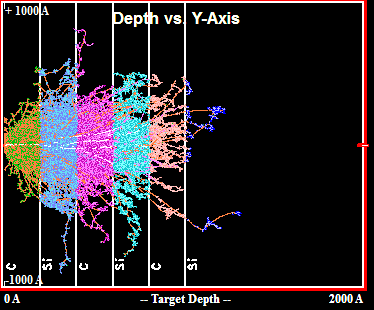 + 1000 A
Depth vs. Y-Axis
C
Si
C
Si
C
Si
-1000 A
0 A
-- Target Depth --
2000 A